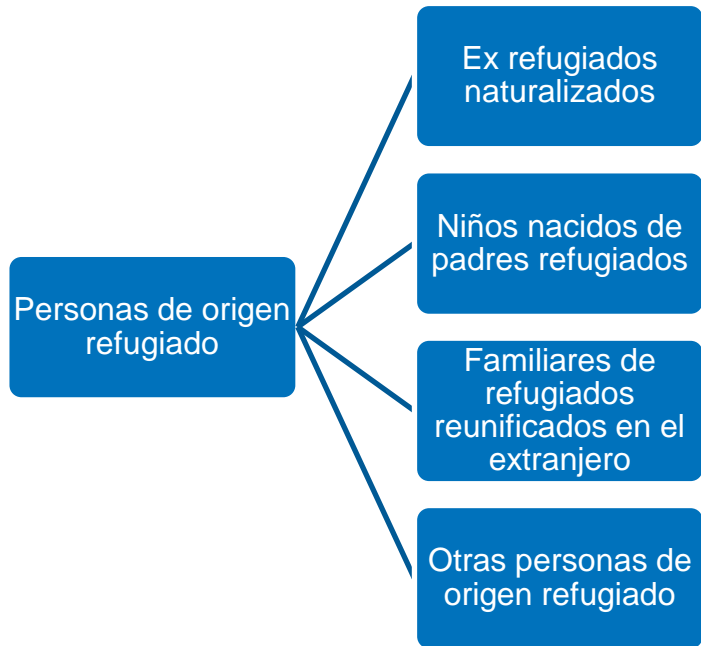 Personas de origen
refugiado
Ex refugiados
naturalizados
Niños nacidos de
padres refugiados
Familiares de
refugiados
reunificados en el
extranjero
Otras personas de
origen refugiado